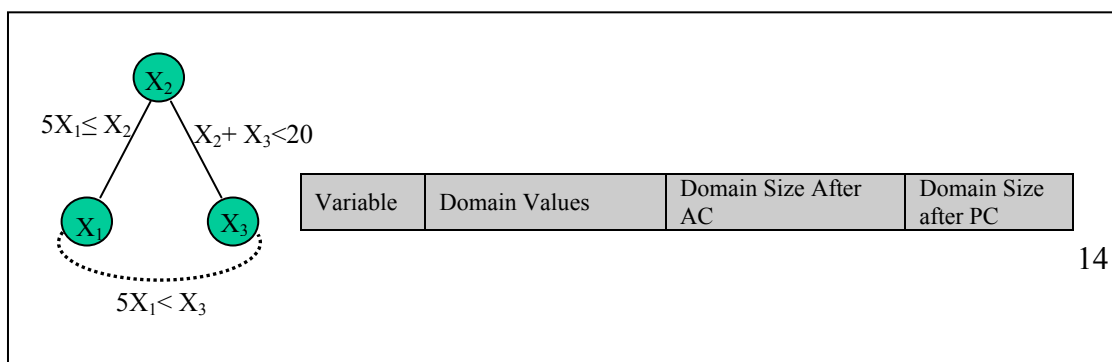 X₂
5X₁≤ X₂
X₂+ X₃<20
X₁
X₃
5X₁< X₃
Variable
Domain Values
Domain Size After
AC
Domain Size
after PC
14